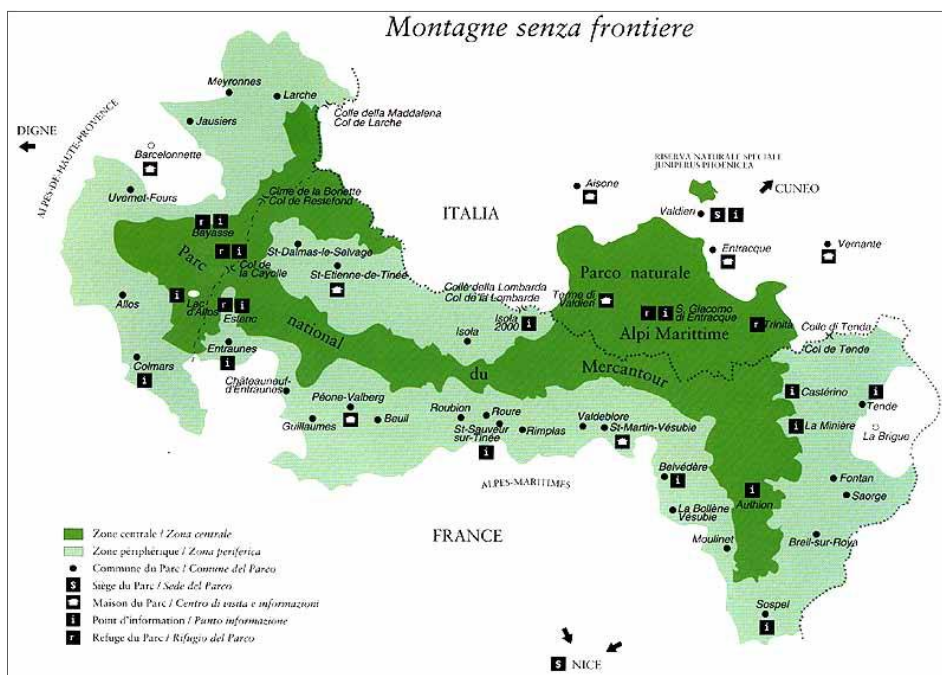 Montagne senza frontiere
Meyronnes
Larche
Colle della Maddalena
Col de Larche
Jausiers
ALPES-DE-HAUTE-PROVENCE
DIGNE
Barcelonnette
Uvernet-Fours
RISERVA NATURALE SPECIALE
JUNIPERUS PHOENICEA
CUNEO
Aisone
Cime de la Bonette
Col de Restefond
ITALIA
Valdieri
S
i
r
i
Bayasse
St-Dalmas-le-Selvage
Entracque
Vernante
Parc
r
i
Col de
la Cayolle
St-Etienne-de-Tinée
Parco naturale
Colle della Lombarda
Col de la Lombarde
Terme di
Valdieri
Allos
i
Lac
d'Allos
r
i
Estenc
Isola
2000
i
r
i
S. Giacomo
di Entracque
r
Trinità
national
Isola
Alpi Marittime
Colle di Tenda
Col de Tende
Entraunes
i
Colmars
i
Châteauneuf-
d'Entraunes
du
Mercantour
i
Castérino
i
Tende
Péone-Valberg
Guillaumes
Beuil
Roubion
Roure
St-Sauveur
sur-Tinée
i
Rimplas
Valdeblore
St-Martin-Vésubie
i
La Minière
La Brigue
ALPES-MARITIMES
Belvédère
i
i
Authion
Fontan
Saorge
La Bollène
Vésubie
FRANCE
Moulinet
Breil-sur-Roya
Zone centrale / Zona centrale
Zone périphérique / Zona periferica
Commune du Parc / Comune del Parco
S Siège du Parc / Sede del Parco
Maison du Parc / Centro di visita e informazioni
i Point d'information / Punto informazione
r Refuge du Parc / Rifugio del Parco
Sospel
i
S NICE